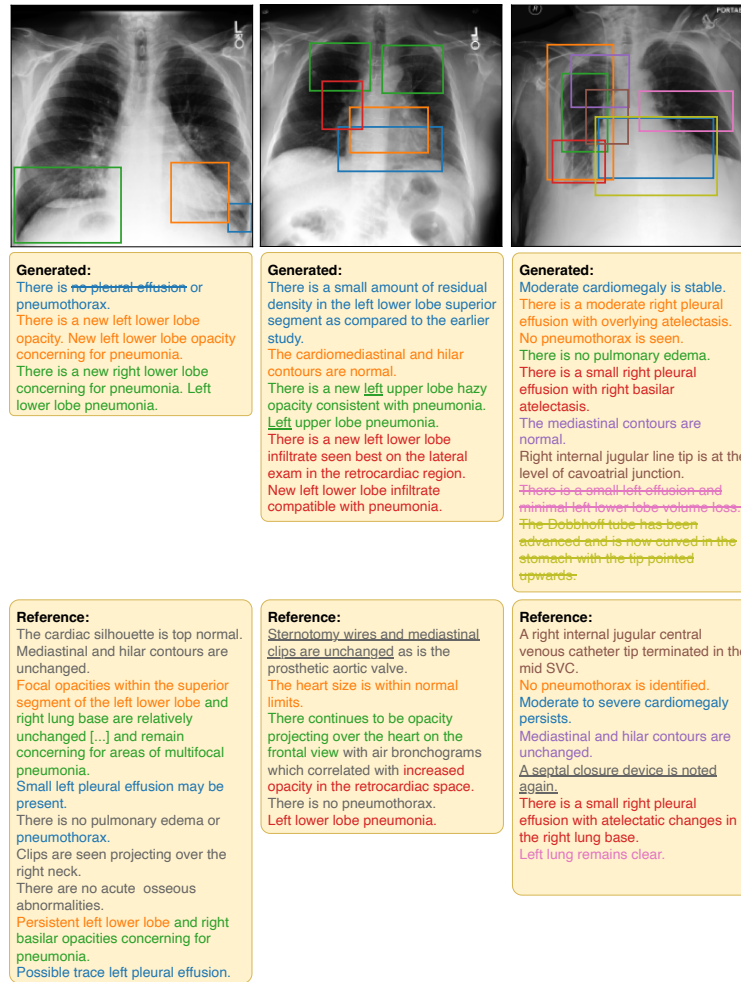 PORTAB
Generated:
There is no pleural effusion or
pneumothorax.
There is a new left lower lobe
opacity. New left lower lobe opacity
concerning for pneumonia.
There is a new right lower lobe
concerning for pneumonia. Left
lower lobe pneumonia.
Generated:
There is a small amount of residual
density in the left lower lobe superior
segment as compared to the earlier
study.
The cardiomediastinal and hilar
contours are normal.
There is a new left upper lobe hazy
opacity consistent with pneumonia.
Left upper lobe pneumonia.
There is a new left lower lobe
infiltrate seen best on the lateral
exam in the retrocardiac region.
New left lower lobe infiltrate
compatible with pneumonia.
Generated:
Moderate cardiomegaly is stable.
There is a moderate right pleural
effusion with overlying atelectasis.
No pneumothorax is seen.
There is no pulmonary edema.
There is a small right pleural
effusion with right basilar
atelectasis.
The mediastinal contours are
normal.
Right internal jugular line tip is at the
level of cavoatrial junction.
There is a small left effusion and
minimal left lower lobe volume loss.
The Dobbhoff tube has been
advanced and is now curved in the
stomach with the tip pointed
upwards.
Reference:
The cardiac silhouette is top normal.
Mediastinal and hilar contours are
unchanged.
Focal opacities within the superior
segment of the left lower lobe and
right lung base are relatively
unchanged [...] and remain
concerning for areas of multifocal
pneumonia.
Small left pleural effusion may be
present.
There is no pulmonary edema or
pneumothorax.
Clips are seen projecting over the
right neck.
There are no acute osseous
abnormalities.
Persistent left lower lobe and right
basilar opacities concerning for
pneumonia.
Possible trace left pleural effusion.
Reference:
Sternotomy wires and mediastinal
clips are unchanged as is the
prosthetic aortic valve.
The heart size is within normal
limits.
There continues to be opacity
projecting over the heart on the
frontal view with air bronchograms
which correlated with increased
opacity in the retrocardiac space.
There is no pneumothorax.
Left lower lobe pneumonia.
Reference:
A right internal jugular central
venous catheter tip terminated in the
mid SVC.
No pneumothorax is identified.
Moderate to severe cardiomegaly
persists.
Mediastinal and hilar contours are
unchanged.
A septal closure device is noted
again.
There is a small right pleural
effusion with atelectatic changes in
the right lung base.
Left lung remains clear.